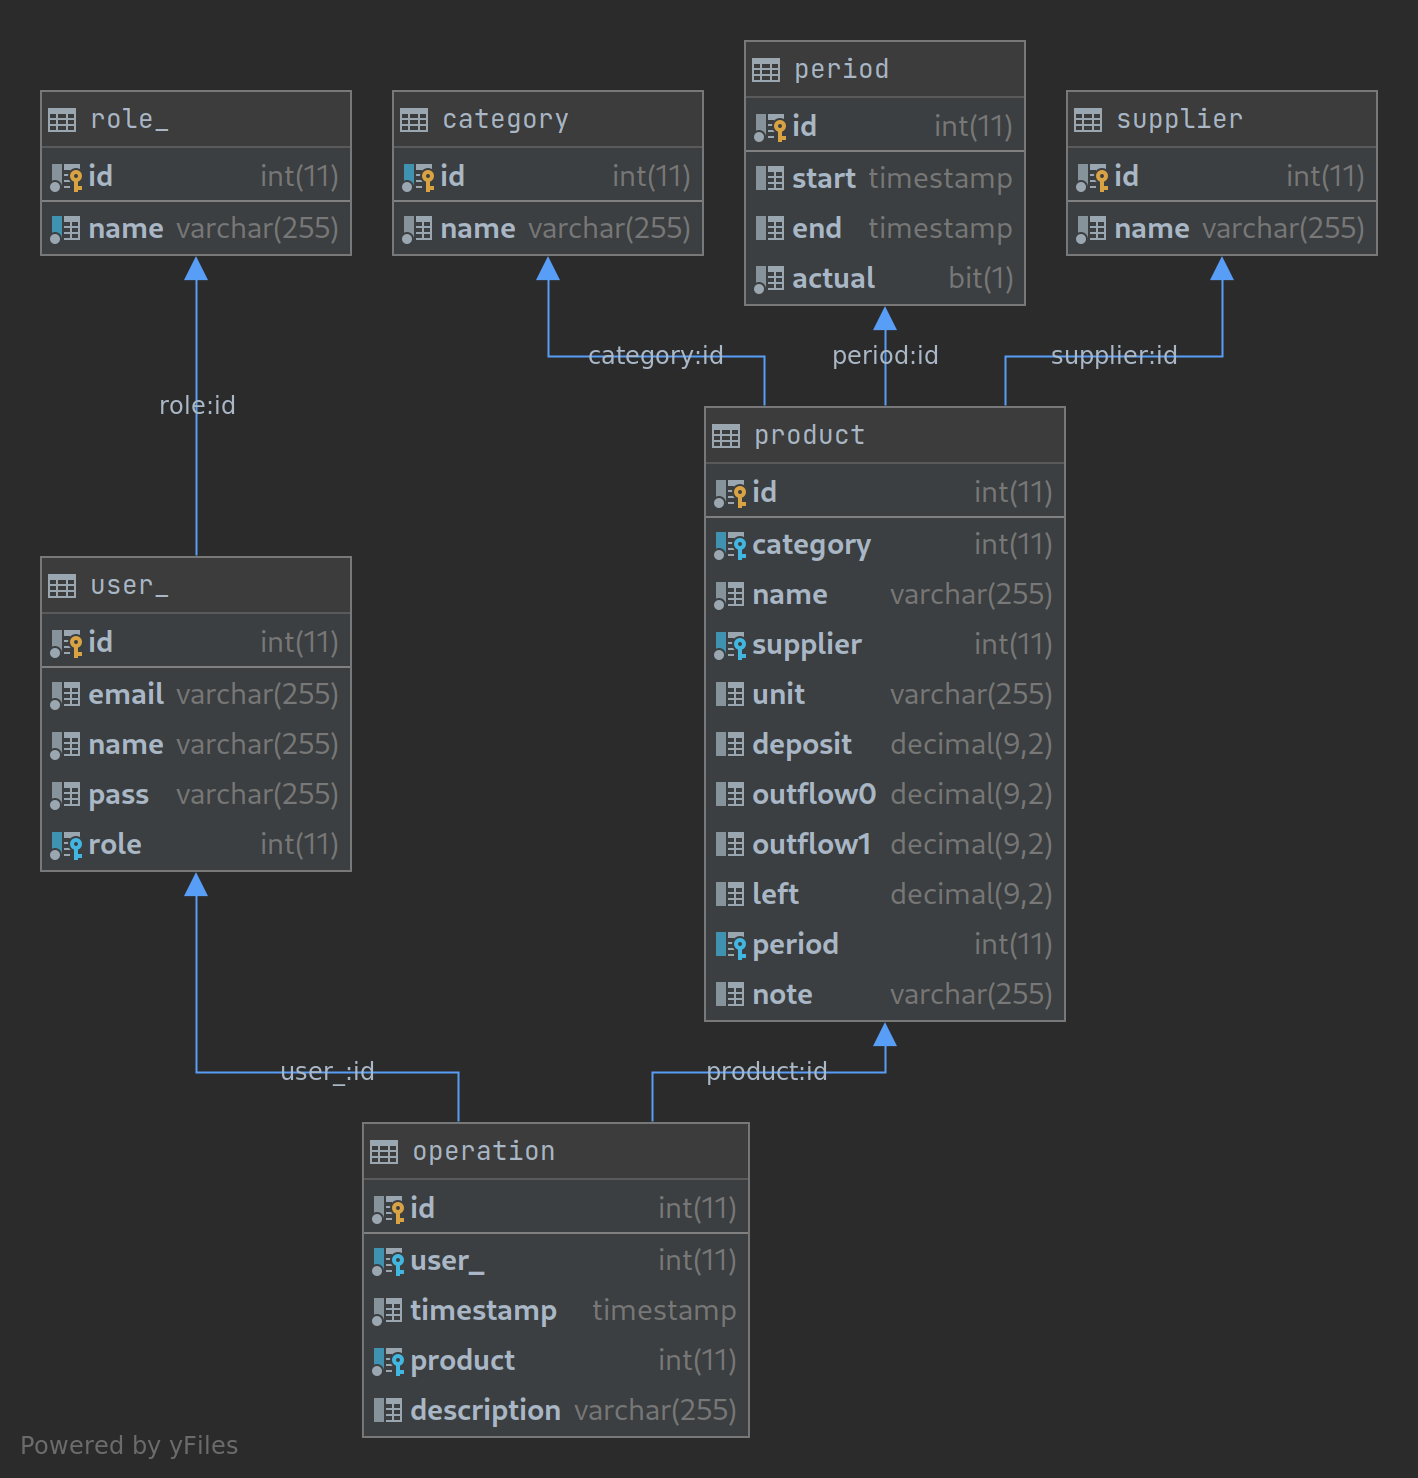 role_
id int(11)
name varchar(255)
category
id int(11)
name varchar(255)
period
id int(11)
start timestamp
end timestamp
actual bit(1)
supplier
id int(11)
name varchar(255)
role:id
category:id
period:id
supplier:id
user_
id int(11)
email varchar(255)
name varchar(255)
pass varchar(255)
role int(11)
product
id int(11)
category int(11)
name varchar(255)
supplier int(11)
unit varchar(255)
deposit decimal(9,2)
outflow0 decimal(9,2)
outflow1 decimal(9,2)
left decimal(9,2)
period int(11)
note varchar(255)
user_:id
product:id
operation
id int(11)
user_ int(11)
timestamp timestamp
product int(11)
description varchar(255)
Powered by yFiles